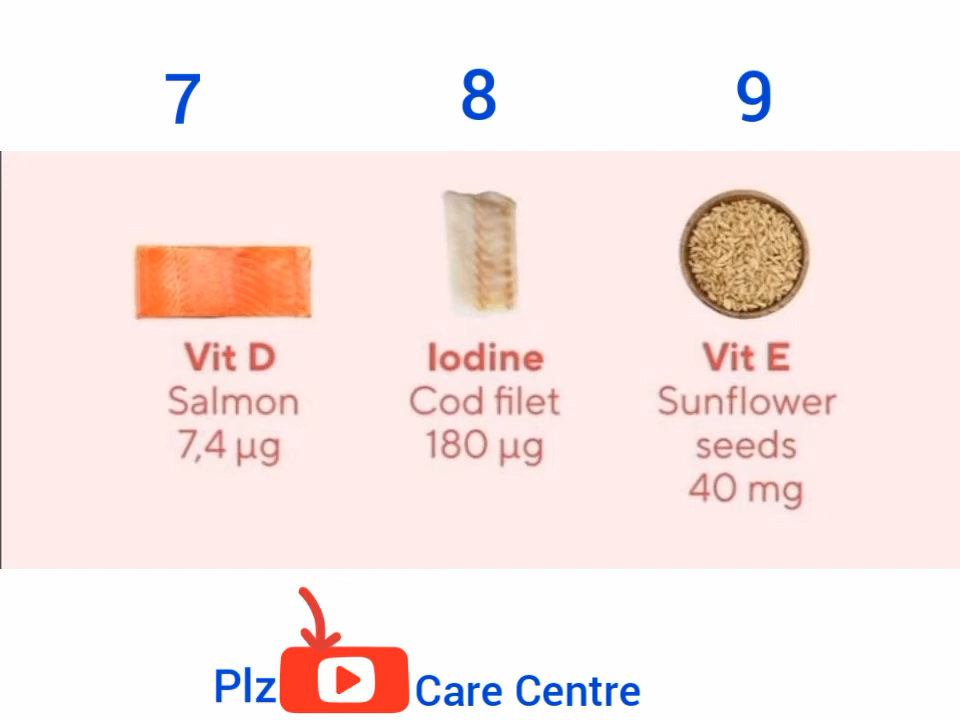 7
8
9
Vit D
Salmon
7,4 µg
Iodine
Cod filet
180 µg
Vit E
Sunflower
seeds
40 mg
Plz Care Centre